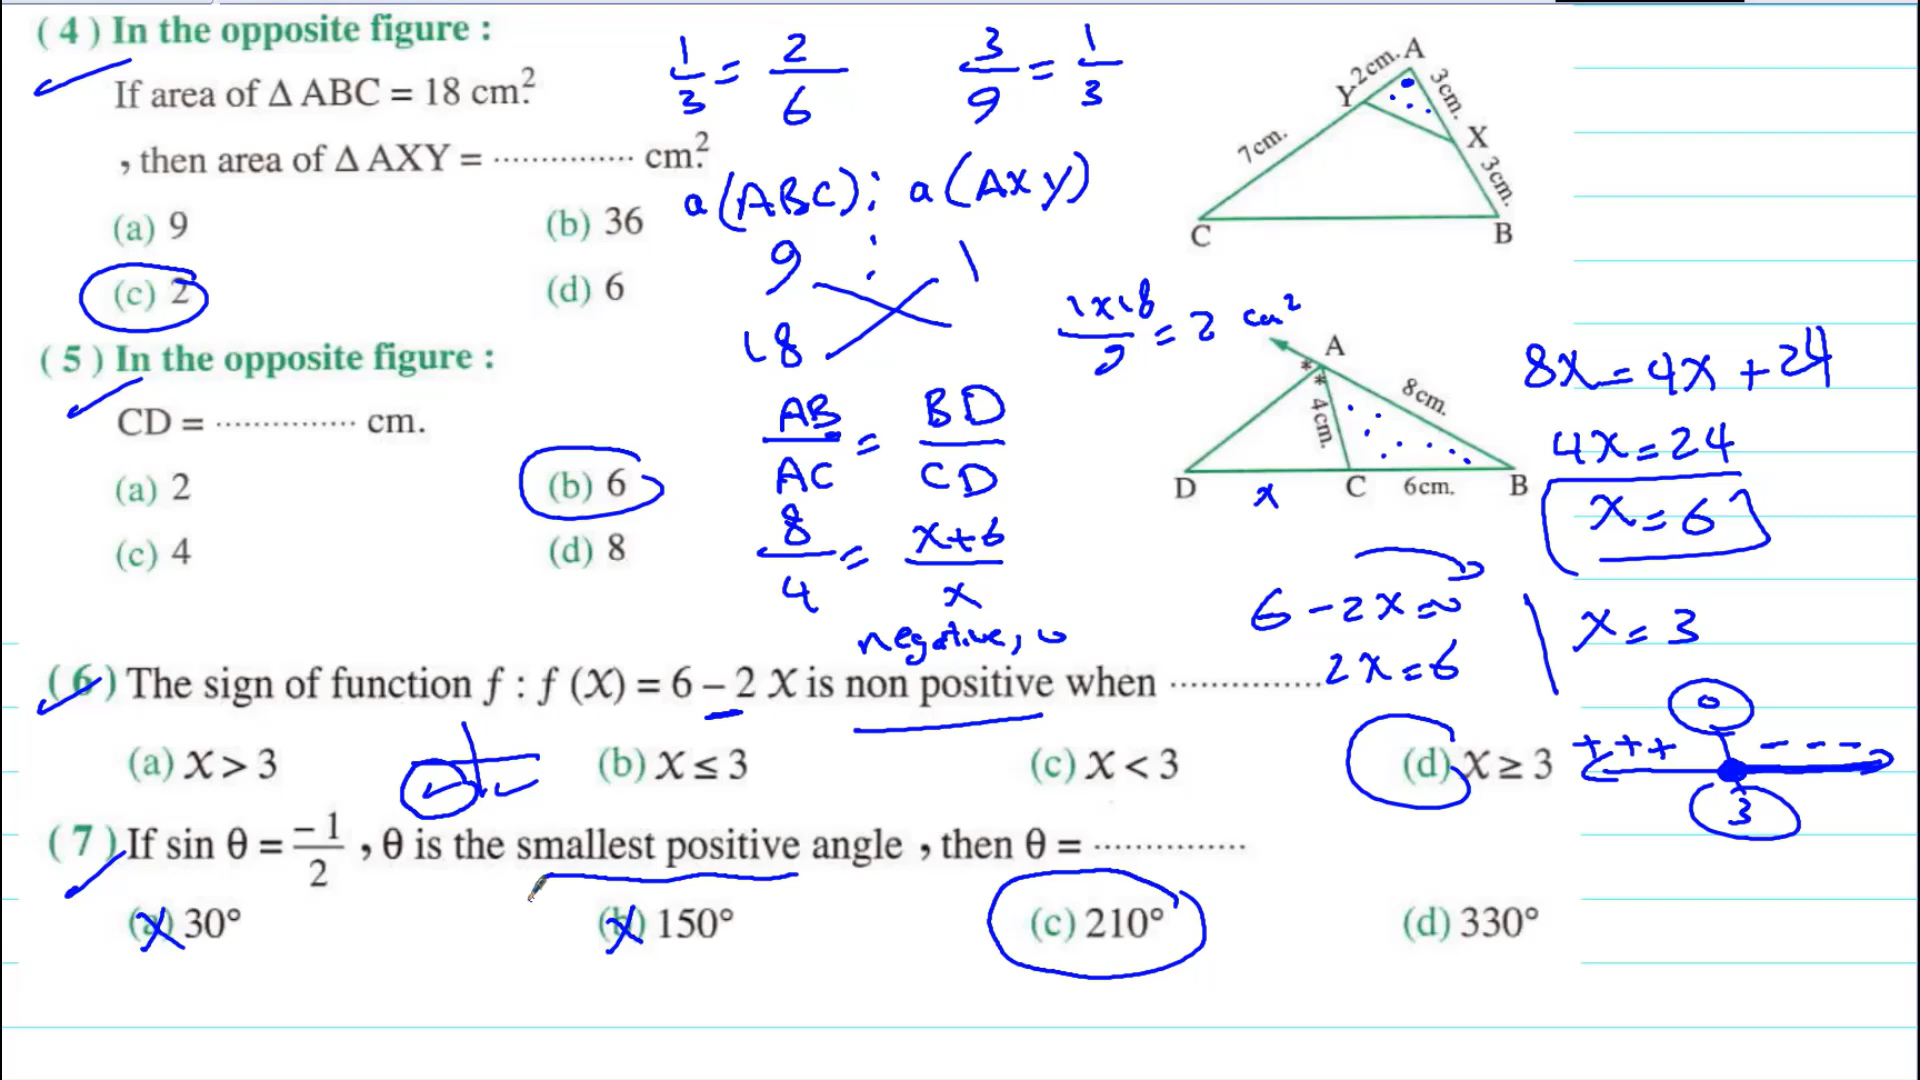 ( 4 ) In the opposite figure :
If area of Δ ABC = 18 cm.²
, then area of Δ AXY = ............... cm.²
(a) 9 (b) 36
(c) 2 (d) 6
1/3 = 2/6 3/9 = 1/3
a(ABC) : a(AXY)
9 : 1
18
1x18/9 = 2 cm²
A
2cm.
3cm.
Y
X
7cm.
3cm.
C B
( 5 ) In the opposite figure :
CD = ............... cm.
(a) 2 (b) 6
(c) 4 (d) 8
AB/AC = BD/CD
8/4 = x+6/x
A
8cm.
4cm.
D x C 6cm. B
8x = 4x + 24
4x = 24
x = 6
negative, 0
( 6 ) The sign of function f : f (X) = 6 – 2 X is non positive when ...............
(a) X > 3 (b) X ≤ 3 (c) X < 3 (d) X ≥ 3
6 - 2x = 0
2x = 6
x = 3
0
+ + + - - - -
3
( 7 ) If sin θ = –1/2 , θ is the smallest positive angle , then θ = ...............
(a) 30° (b) 150° (c) 210° (d) 330°